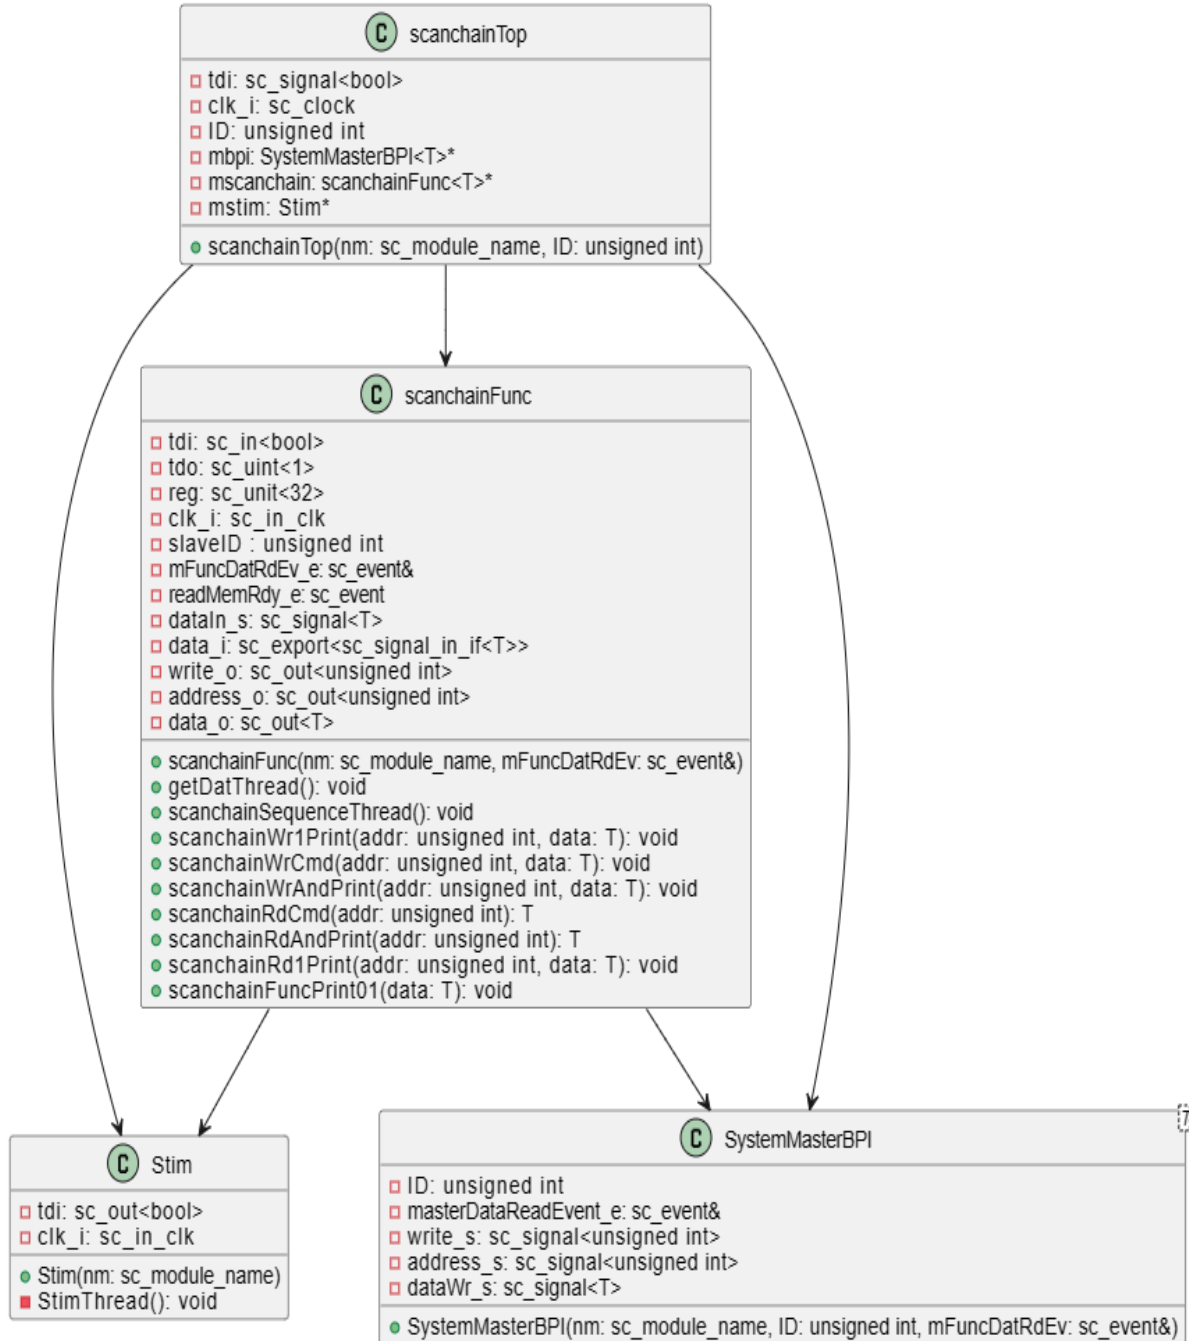 C scanchainTop
tdi: sc_signal<bool>
clk_i: sc_clock
ID: unsigned int
mbpi: SystemMasterBPI<T>*
mscanchain: scanchainFunc<T>*
mstim: Stim*
scanchainTop(nm: sc_module_name, ID: unsigned int)
C scanchainFunc
tdi: sc_in<bool>
tdo: sc_uint<1>
reg: sc_unit<32>
clk_i: sc_in_clk
slaveID : unsigned int
mFuncDatRdEv_e: sc_event&
readMemRdy_e: sc_event
dataIn_s: sc_signal<T>
data_i: sc_export<sc_signal_in_if<T>>
write_o: sc_out<unsigned int>
address_o: sc_out<unsigned int>
data_o: sc_out<T>
scanchainFunc(nm: sc_module_name, mFuncDatRdEv: sc_event&)
getDatThread(): void
scanchainSequenceThread(): void
scanchainWr1Print(addr: unsigned int, data: T): void
scanchainWrCmd(addr: unsigned int, data: T): void
scanchainWrAndPrint(addr: unsigned int, data: T): void
scanchainRdCmd(addr: unsigned int): T
scanchainRdAndPrint(addr: unsigned int): T
scanchainRd1Print(addr: unsigned int, data: T): void
scanchainFuncPrint01(data: T): void
C Stim
tdi: sc_out<bool>
clk_i: sc_in_clk
Stim(nm: sc_module_name)
StimThread(): void
T
C SystemMasterBPI
ID: unsigned int
masterDataReadEvent_e: sc_event&
write_s: sc_signal<unsigned int>
address_s: sc_signal<unsigned int>
dataWr_s: sc_signal<T>
SystemMasterBPI(nm: sc_module_name, ID: unsigned int, mFuncDatRdEv: sc_event&)